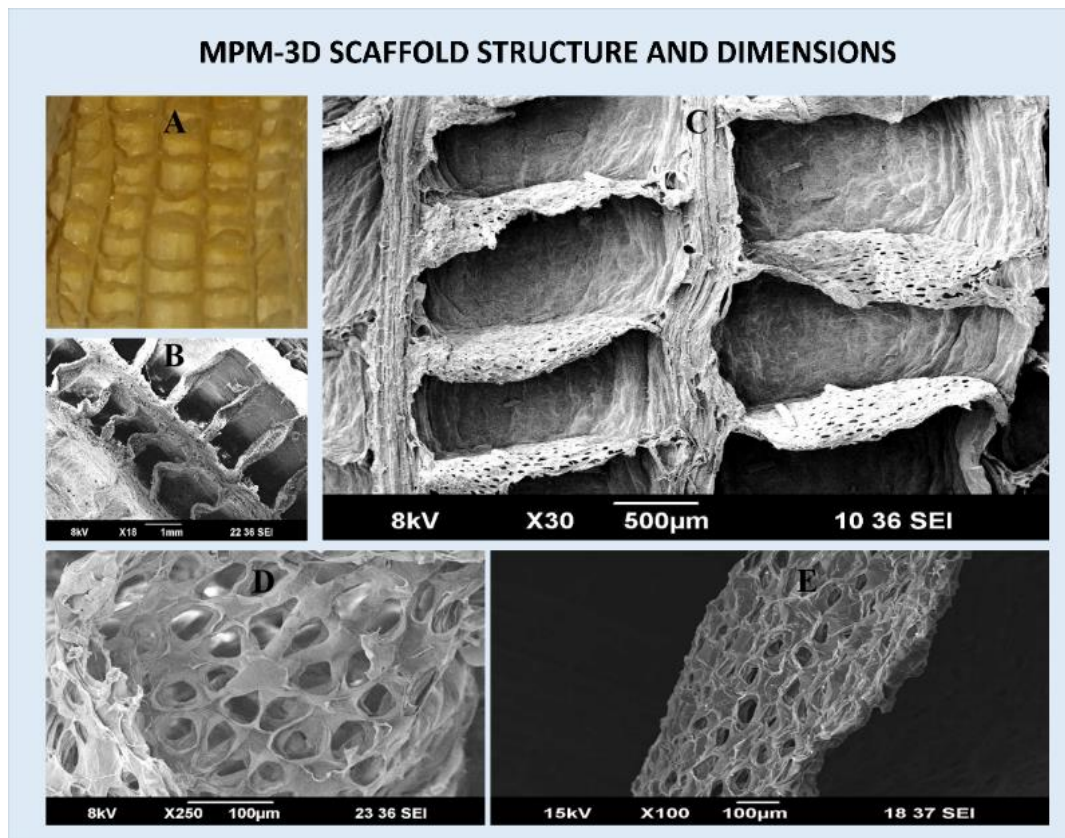 MPM-3D SCAFFOLD STRUCTURE AND DIMENSIONS
A
B
8kV X18 1mm 22 36 SEI
C
8kV X30 500µm 10 36 SEI
D
8kV X250 100µm 23 36 SEI
E
15kV X100 100µm 18 37 SEI